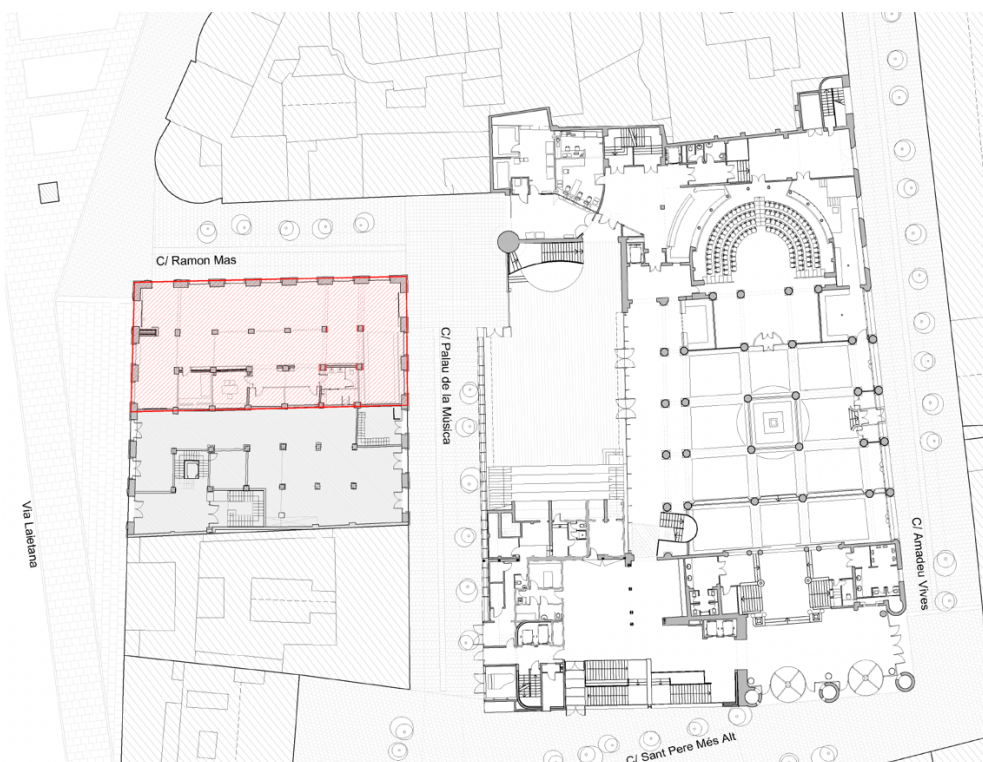 C/ Ramon Mas
C/ Palau de la Música
Via Laietana
C/ Amadeu Vives
C/ Sant Pere Més Alt